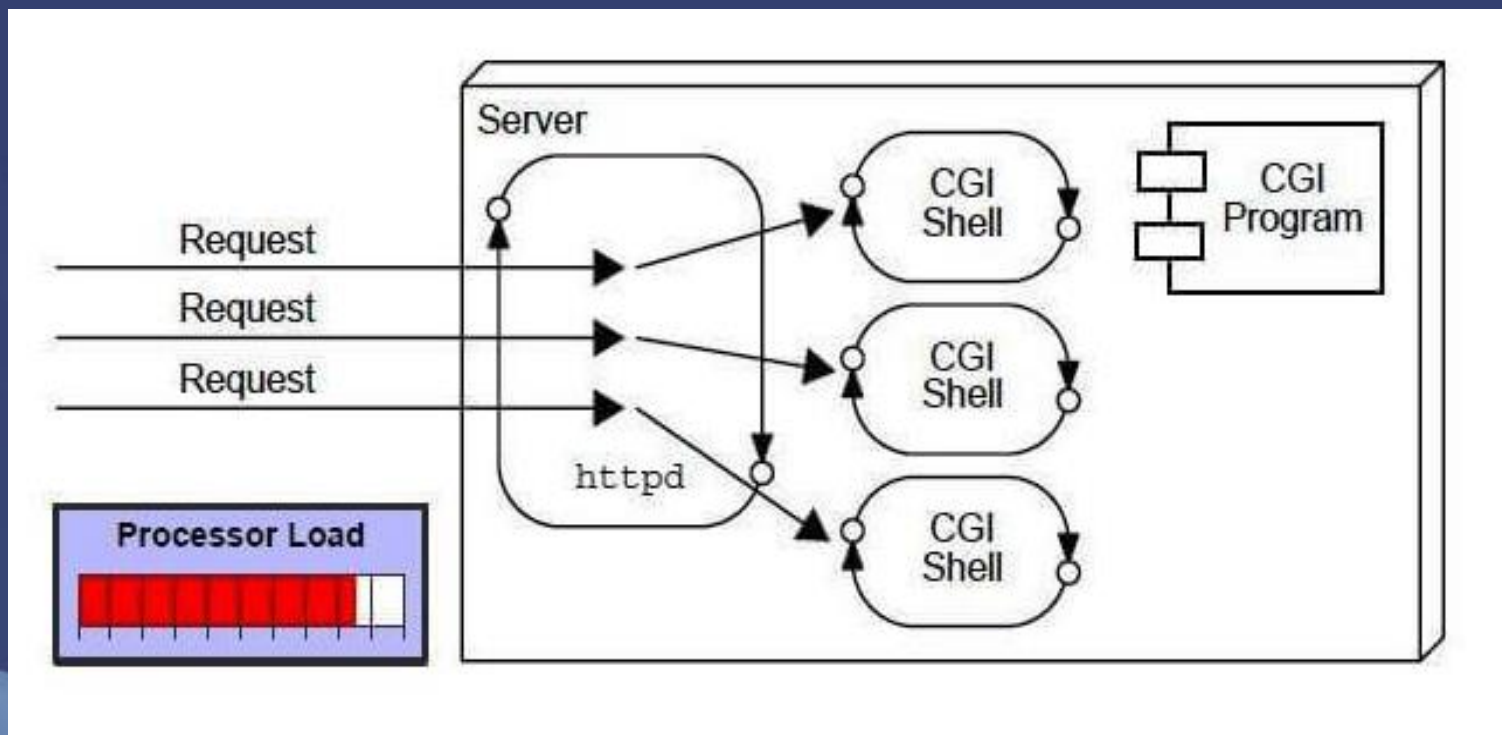 Server
Request
Request
Request
httpd
CGI
Shell
CGI
Shell
CGI
Shell
CGI
Program
Processor Load